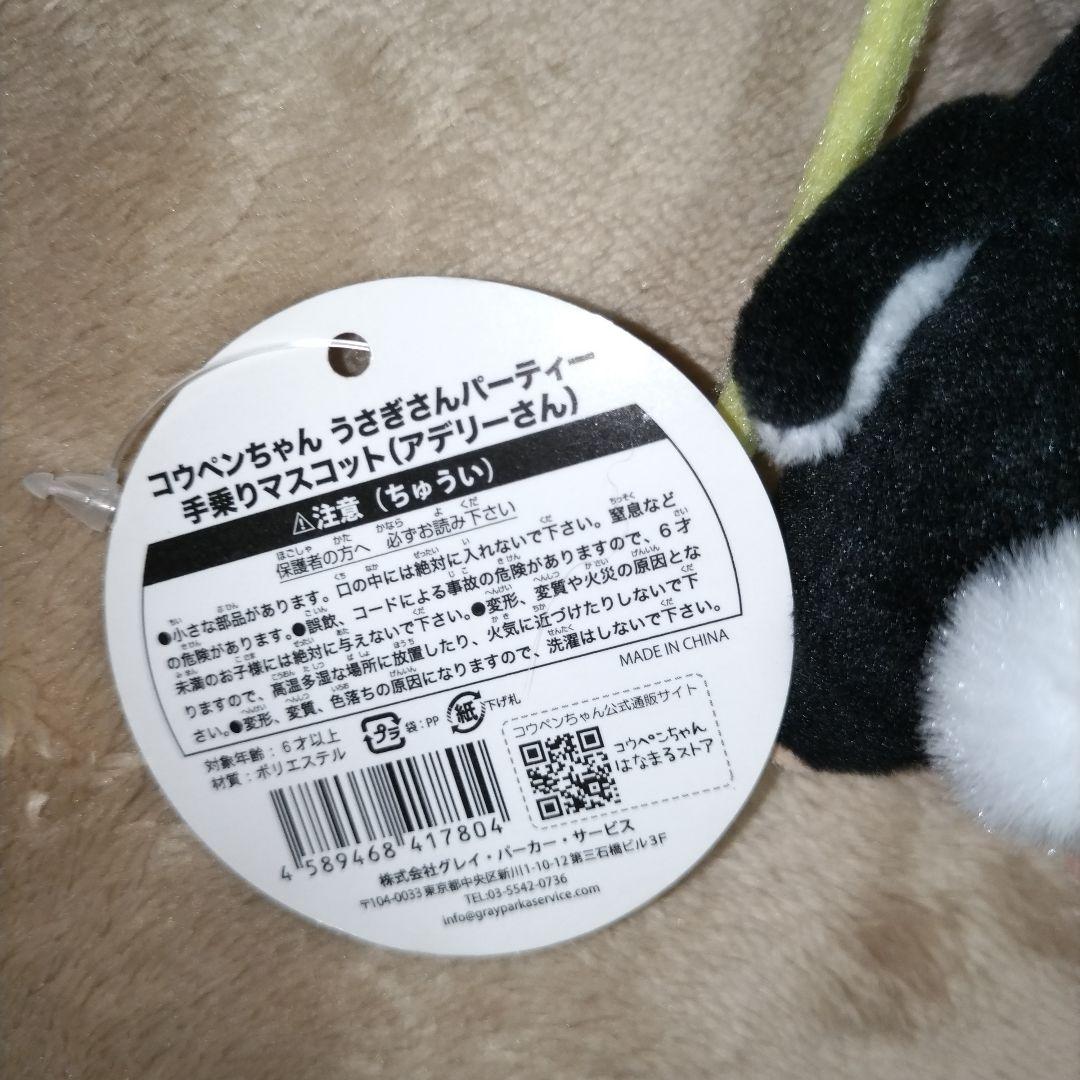 コウペンちゃん うさぎさんパーティー
手乗りマスコット(アデリーさん)
⚠注意(ちゅうい)
保護者の方へ 必ずお読み下さい
●小さな部品があります。口の中には絶対に入れないで下さい。窒息など
の危険があります。●誤飲、コードによる事故の危険がありますので、6才
未満のお子様には絶対に与えないで下さい。●変形、変質や火災の原因とな
りますので、高温多湿な場所に放置したり、火気に近づけたりしないで下
さい。●変形、変質、色落ちの原因になりますので、洗濯はしないで下さい。
MADE IN CHINA
対象年齢:6才以上
材質:ポリエステル
プラ 袋:PP 紙 下げ札
コウペンちゃん公式通販サイト
コウペンちゃん
はなまるストア
4 589468 417804
株式会社グレイ・パーカー・サービス
〒104-0033 東京都中央区新川1-10-12 第三石橋ビル3F
TEL:03-5542-0736
info@grayparkaservice.com